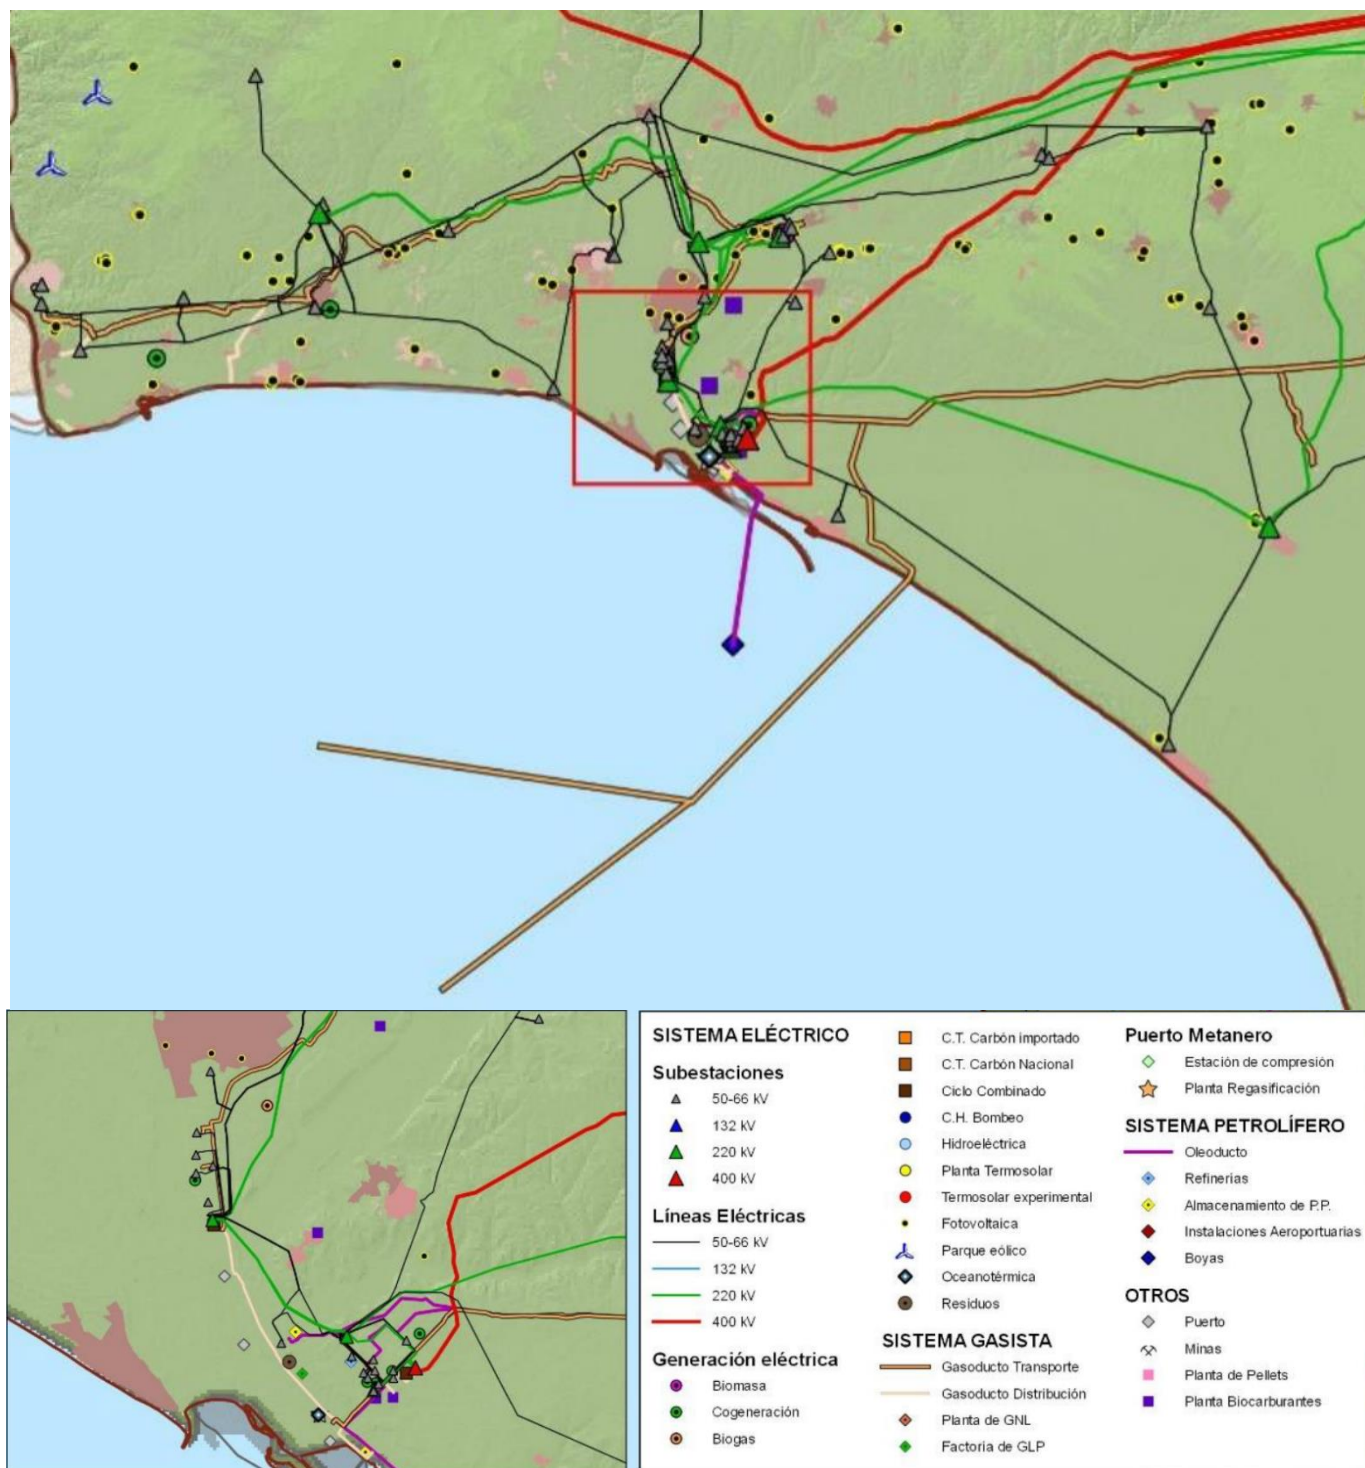 SISTEMA ELÉCTRICO
Subestaciones
50-66 kV
132 kV
220 kV
400 kV
Líneas Eléctricas
50-66 kV
132 kV
220 kV
400 kV
Generación eléctrica
Biomasa
Cogeneración
Biogas
C.T. Carbón importado
C.T. Carbón Nacional
Ciclo Combinado
C.H. Bombeo
Hidroeléctrica
Planta Termosolar
Termosolar experimental
Fotovoltaica
Parque eólico
Oceanotérmica
Residuos
SISTEMA GASISTA
Gasoducto Transporte
Gasoducto Distribución
Planta de GNL
Factoria de GLP
Puerto Metanero
Estación de compresión
Planta Regasificación
SISTEMA PETROLÍFERO
Oleoducto
Refinerías
Almacenamiento de P.P.
Instalaciones Aeroportuarias
Boyas
OTROS
Puerto
Minas
Planta de Pellets
Planta Biocarburantes